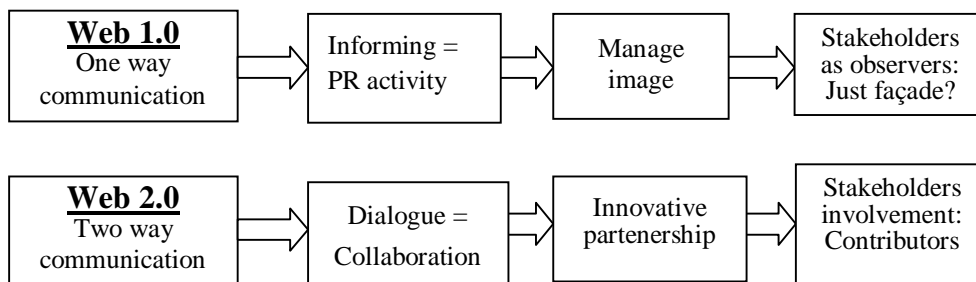 Web 1.0
One way
communication
Informing =
PR activity
Manage
image
Stakeholders
as observers:
Just façade?
Web 2.0
Two way
communication
Dialogue =
Collaboration
Innovative
partenership
Stakeholders
involvement:
Contributors